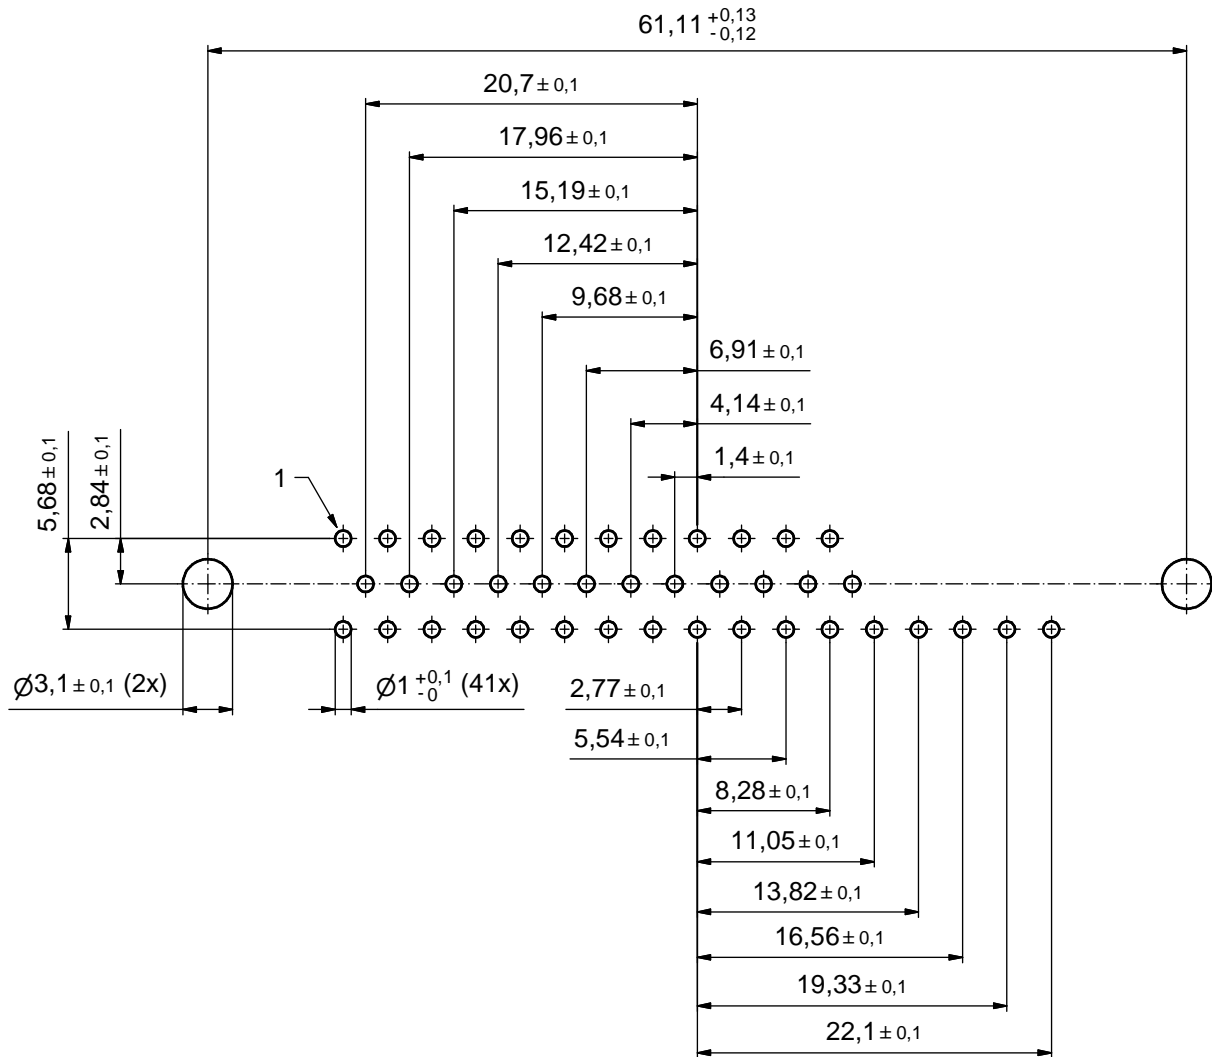 61,11 +0,13 -0,12
20,7 ± 0,1
17,96 ± 0,1
15,19 ± 0,1
12,42 ± 0,1
9,68 ± 0,1
6,91 ± 0,1
4,14 ± 0,1
1,4 ± 0,1
5,68 ± 0,1
2,84 ± 0,1
1
Ø3,1 ± 0,1 (2x)
Ø1 +0,1 -0 (41x)
2,77 ± 0,1
5,54 ± 0,1
8,28 ± 0,1
11,05 ± 0,1
13,82 ± 0,1
16,56 ± 0,1
19,33 ± 0,1
22,1 ± 0,1